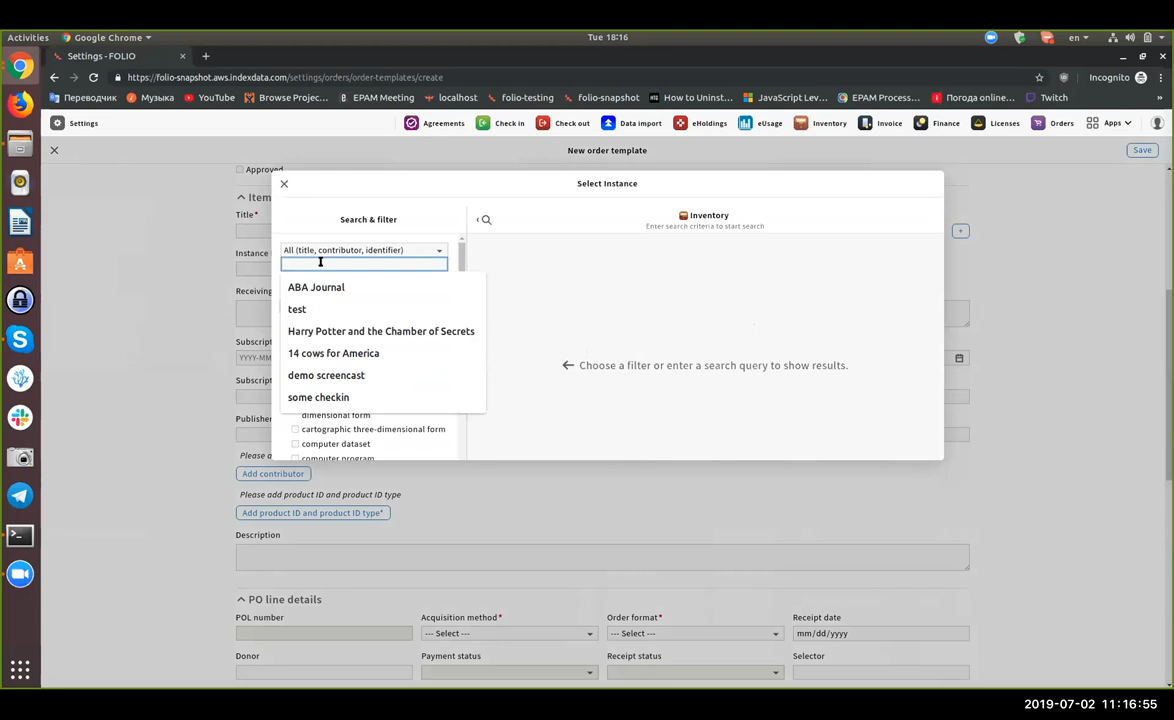 Activities
Google Chrome
Tue 18:16
en
Settings - FOLIO
https://folio-snapshot.aws.indexdata.com/settings/orders/order-templates/create
Incognito
Переводчик
Музыка
YouTube
Browse Projec...
EPAM Meeting
localhost
folio-testing
folio-snapshot
How to Uninst...
JavaScript Lev...
EPAM Process...
Погода online...
Twitch
»
Settings
Agreements
Check in
Check out
Data import
eHoldings
eUsage
Inventory
Invoice
Finance
Licenses
Orders
Apps
New order template
Save
Approved
Item
Title*
Instance
Receiving
Subscript
YYYY-MM
Subscript
Publisher
Please a
Select Instance
Search & filter
Inventory
Enter search criteria to start search
All (title, contributor, identifier)
ABA Journal
test
Harry Potter and the Chamber of Secrets
14 cows for America
demo screencast
some checkin
dimensional form
cartographic three-dimensional form
computer dataset
computer program
Choose a filter or enter a search query to show results.
Add contributor
Please add product ID and product ID type
Add product ID and product ID type*
Description
PO line details
POL number
Acquisition method*
Order format*
Receipt date
--- Select ---
--- Select ---
mm/dd/yyyy
Donor
Payment status
Receipt status
Selector
2019-07-02 11:16:55